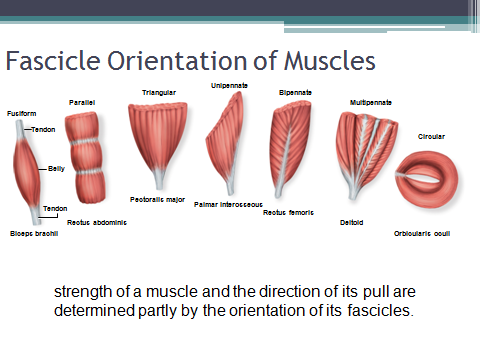 Fascicle Orientation of Muscles
Fusiform
Parallel
Triangular
Unipennate
Bipennate
Multipennate
Circular
Tendon
Belly
Tendon
Biceps brachii
Rectus abdominis
Pectoralis major
Palmar interosseous
Rectus femoris
Deltoid
Orbicularis oculi
strength of a muscle and the direction of its pull are
determined partly by the orientation of its fascicles.